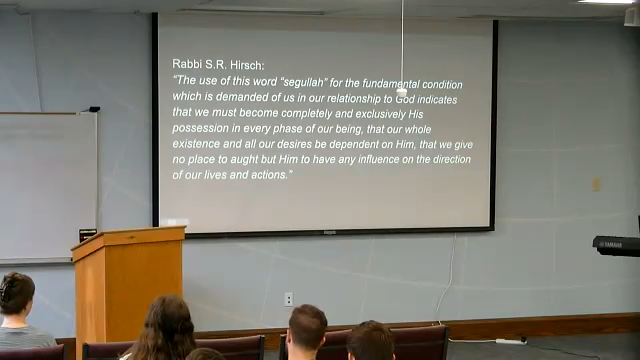 Rabbi S.R. Hirsch:
"The use of this word "segullah" for the fundamental condition
which is demanded of us in our relationship to God indicates
that we must become completely and exclusively His
possession in every phase of our being, that our whole
existence and all our desires be dependent on Him, that we give
no place to aught but Him to have any influence on the direction
of our lives and actions."
YAMAHA